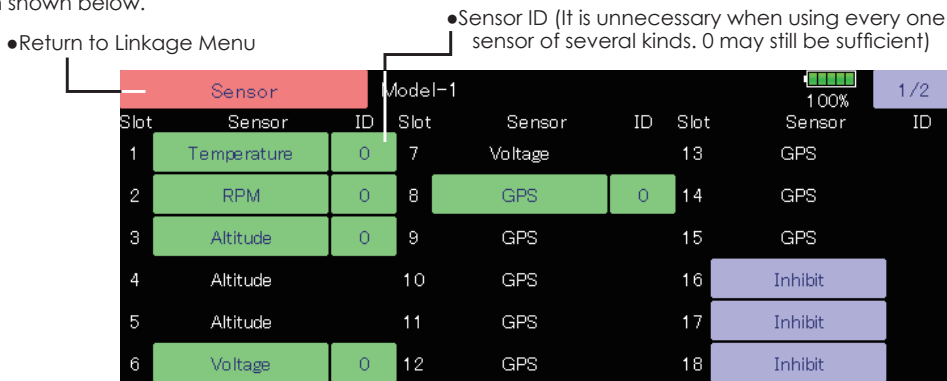 n shown below.
●Sensor ID (It is unnecessary when using every one
sensor of several kinds. 0 may still be sufficient)
●Return to Linkage Menu
Sensor Model-1 100% 1/2
Slot Sensor ID Slot Sensor ID Slot Sensor ID
1 Temperature 0 7 Voltage 13 GPS
2 RPM 0 8 GPS 0 14 GPS
3 Altitude 0 9 GPS 15 GPS
4 Altitude 10 GPS 16 Inhibit
5 Altitude 11 GPS 17 Inhibit
6 Voltage 0 12 GPS 18 Inhibit